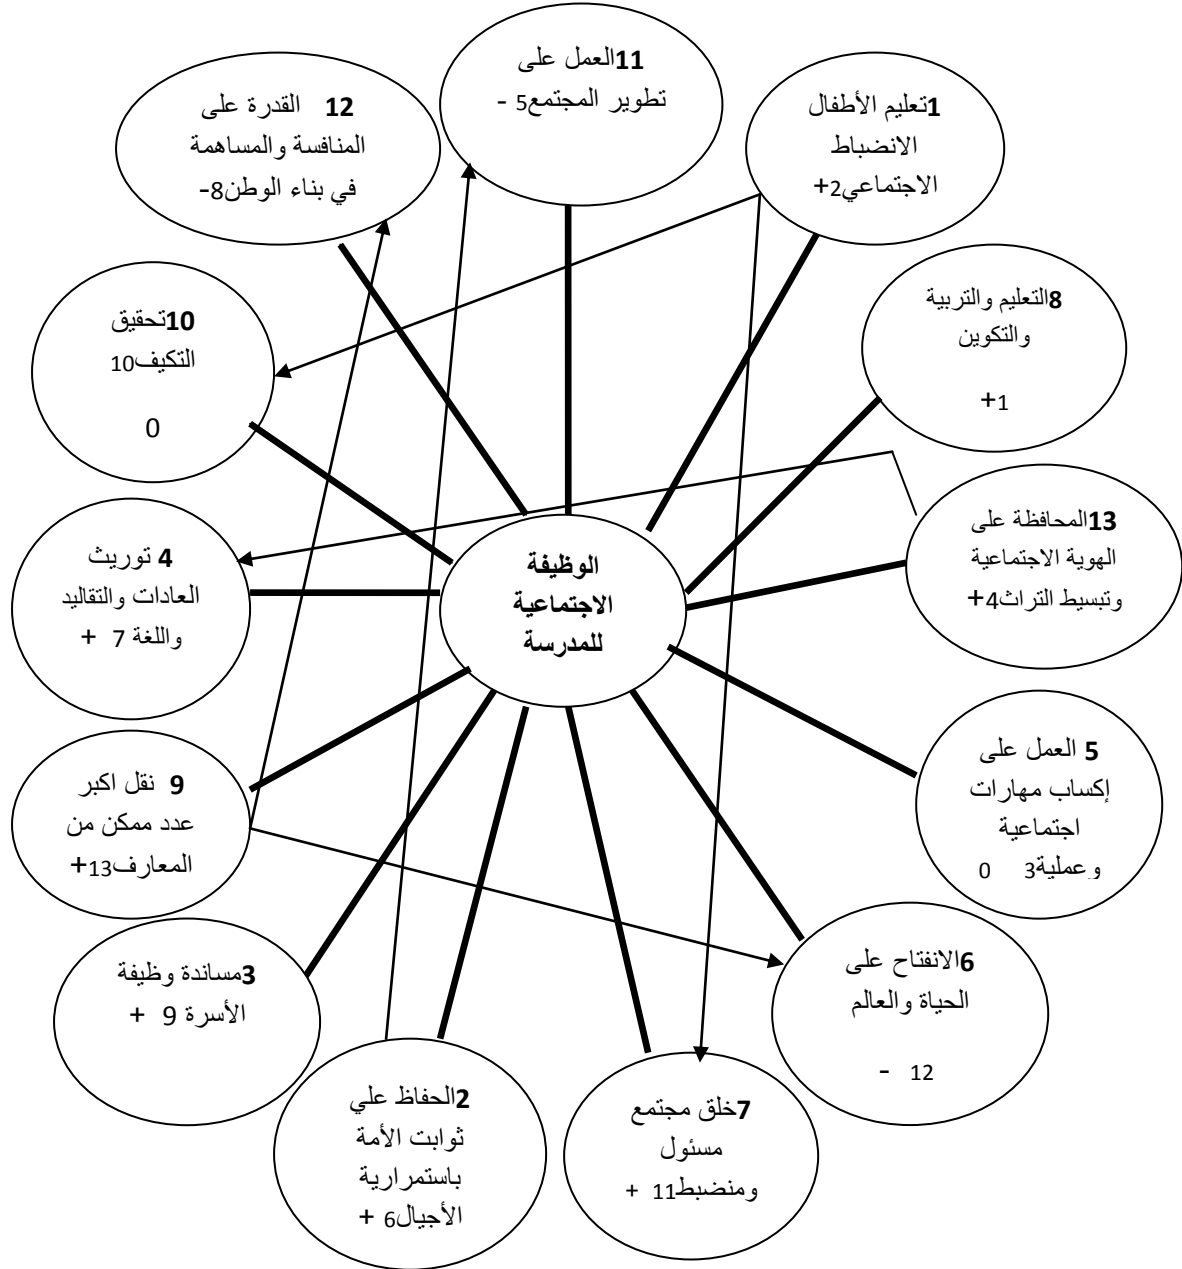 11العمل على
تطوير المجتمع5 -
12 القدرة على
المنافسة والمساهمة
في بناء الوطن8-
1تعليم الأطفال
الانضباط
الاجتماعي2+
8التعليم والتربية
والتكوين
+1
10تحقيق
التكيف10
0
13المحافظة على
الهوية الاجتماعية
وتبسيط التراث4+
4 توريث
العادات والتقاليد
واللغة 7 +
الوظيفة
الاجتماعية
للمدرسة
5 العمل على
إكساب مهارات
اجتماعية
وعملية3 0
9 نقل اكبر
عدد ممكن من
المعارف13+
6الانفتاح على
الحياة والعالم
- 12
3مساندة وظيفة
الأسرة 9 +
2الحفاظ علي
ثوابت الأمة
باستمرارية
الأجيال6 +
7خلق مجتمع
مسئول
ومنضبط11 +